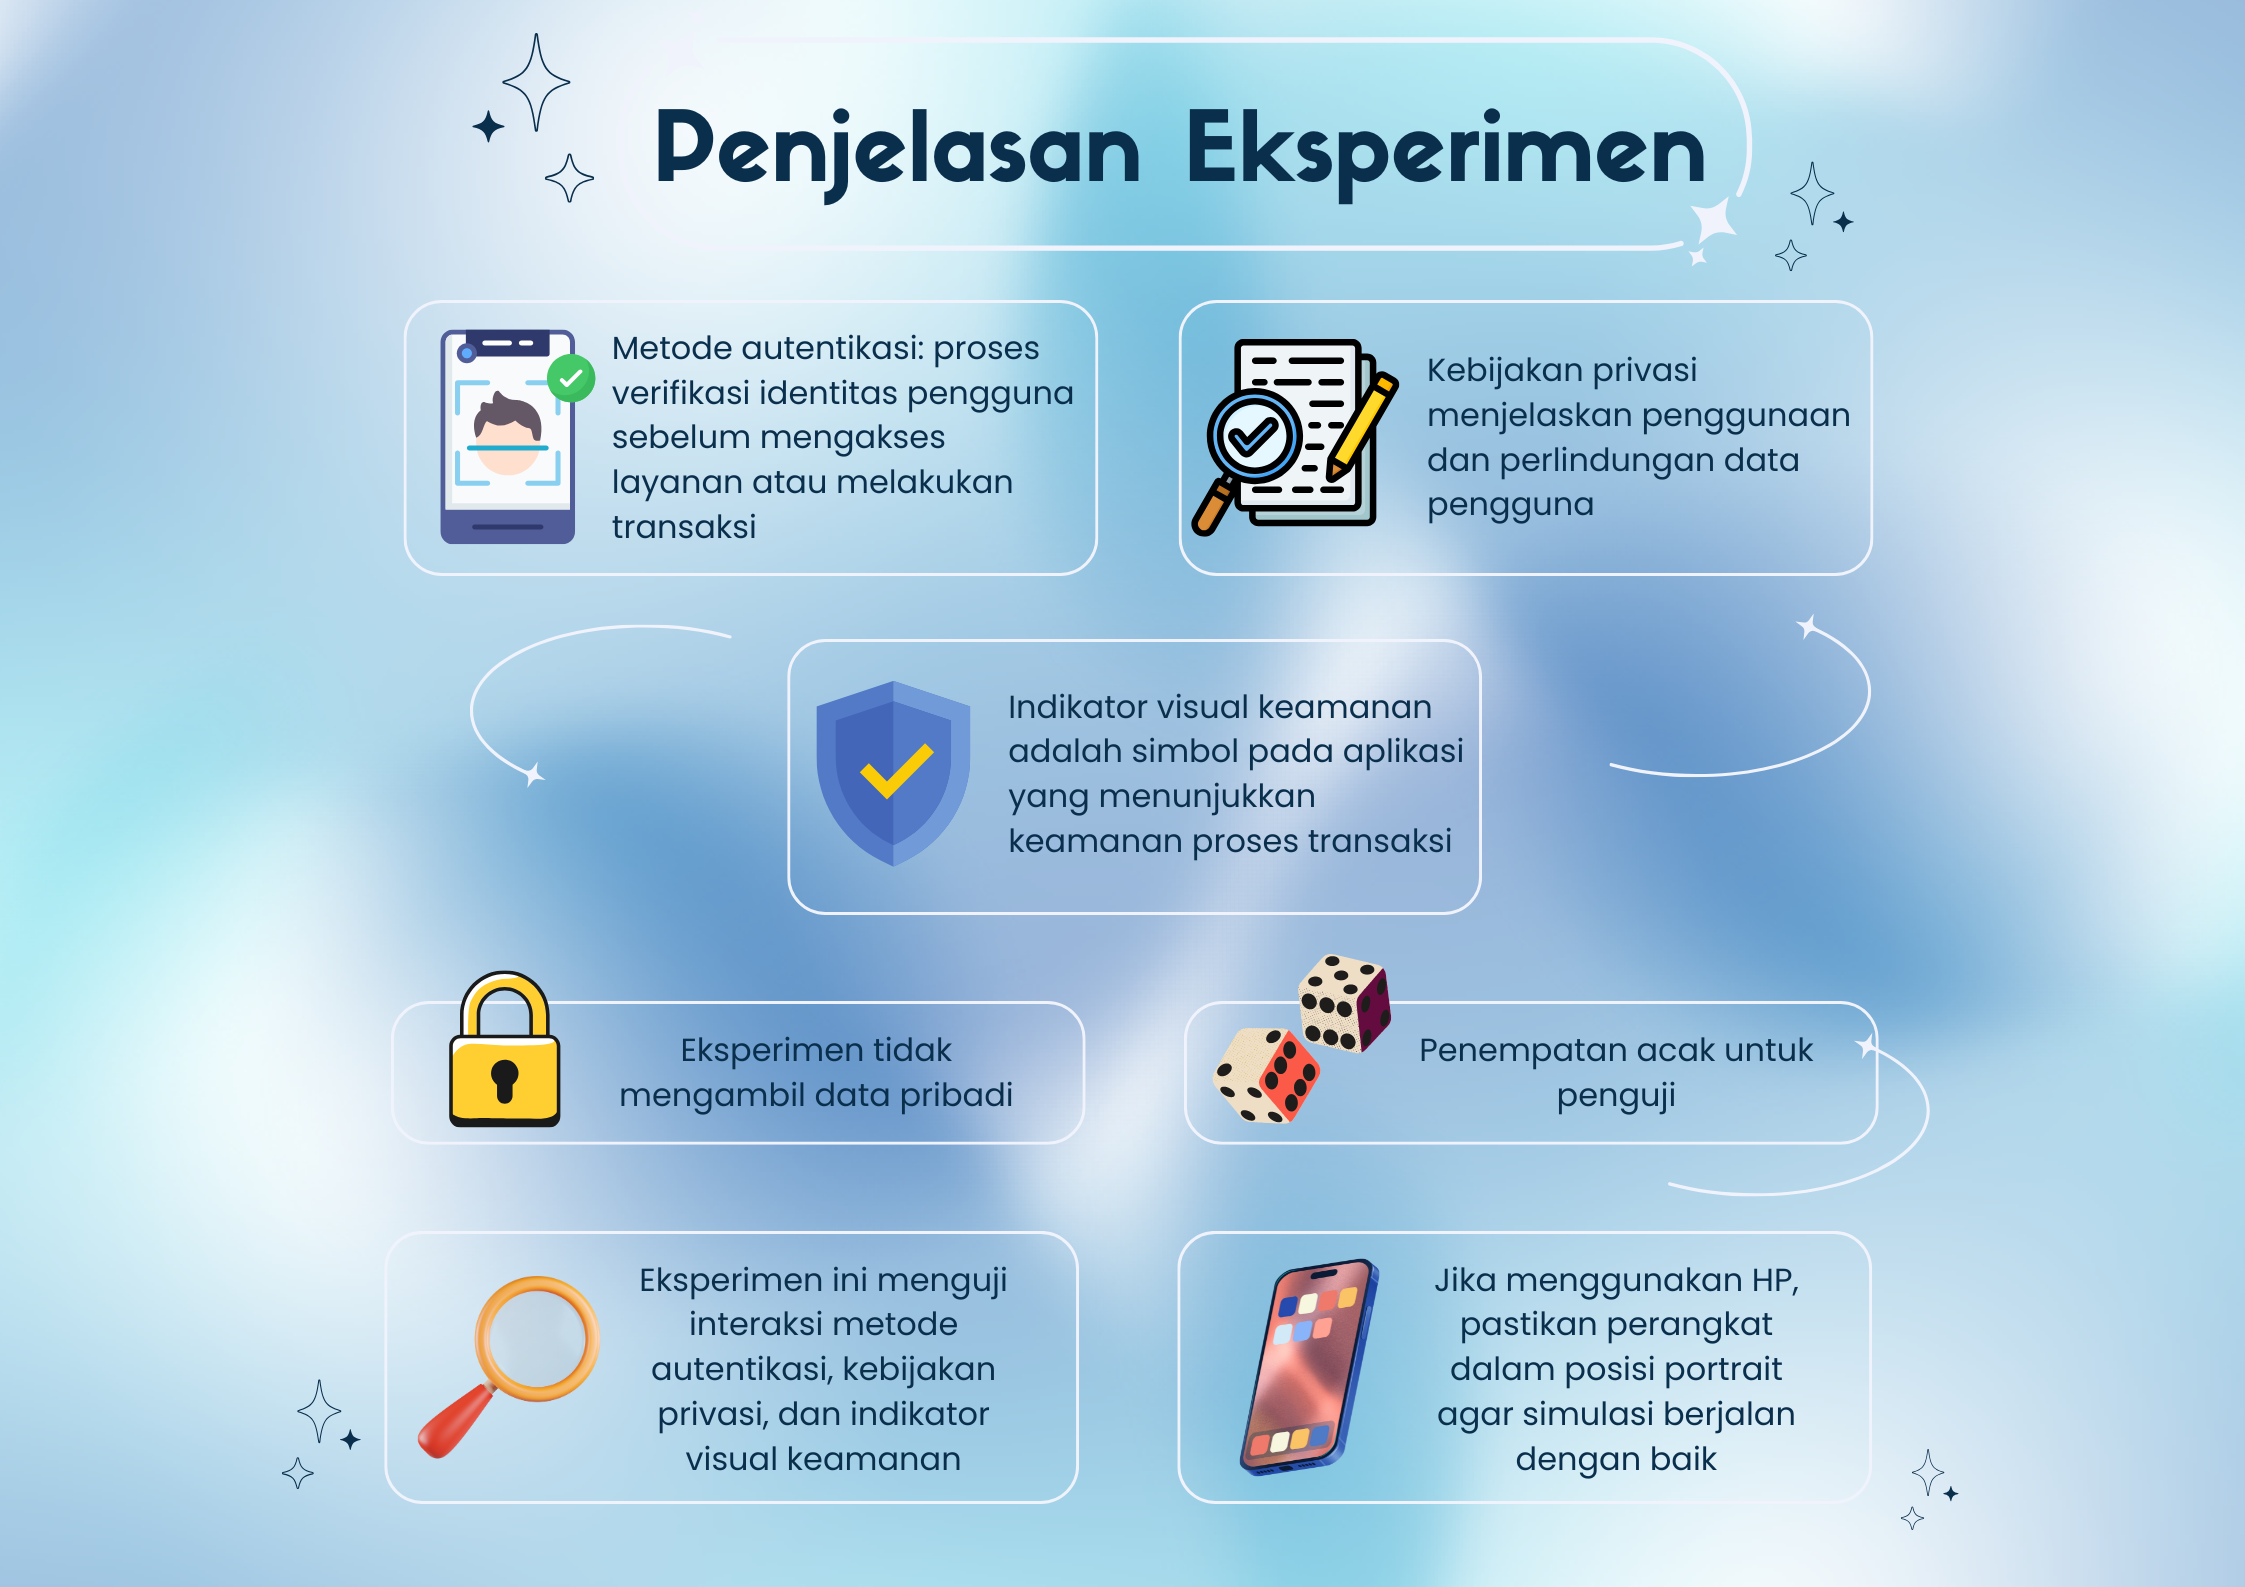 Penjelasan Eksperimen
Metode autentikasi: proses
verifikasi identitas pengguna
sebelum mengakses
layanan atau melakukan
transaksi
Kebijakan privasi
menjelaskan penggunaan
dan perlindungan data
pengguna
Indikator visual keamanan
adalah simbol pada aplikasi
yang menunjukkan
keamanan proses transaksi
Eksperimen tidak
mengambil data pribadi
Penempatan acak untuk
penguji
Eksperimen ini menguji
interaksi metode
autentikasi, kebijakan
privasi, dan indikator
visual keamanan
Jika menggunakan HP,
pastikan perangkat
dalam posisi portrait
agar simulasi berjalan
dengan baik